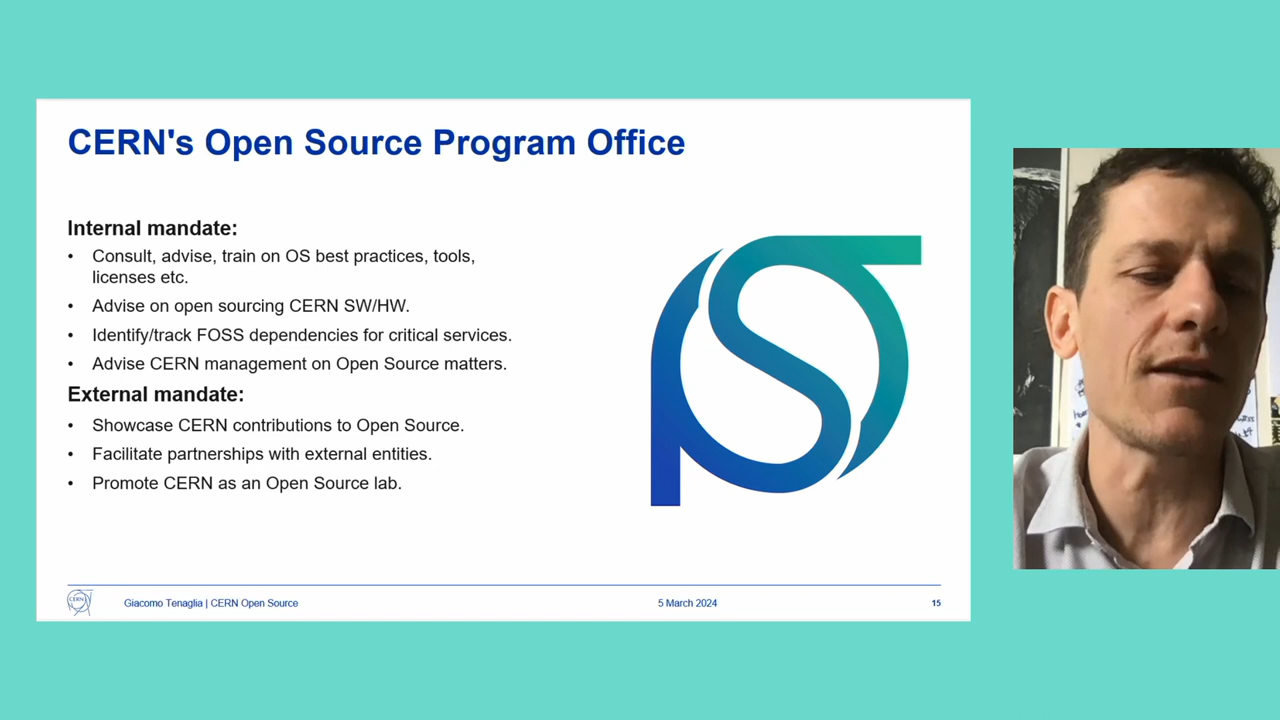 CERN's Open Source Program Office
Internal mandate:
• Consult, advise, train on OS best practices, tools,
licenses etc.
• Advise on open sourcing CERN SW/HW.
• Identify/track FOSS dependencies for critical services.
• Advise CERN management on Open Source matters.
External mandate:
• Showcase CERN contributions to Open Source.
• Facilitate partnerships with external entities.
• Promote CERN as an Open Source lab.
CERN
Giacomo Tenaglia | CERN Open Source
5 March 2024
15